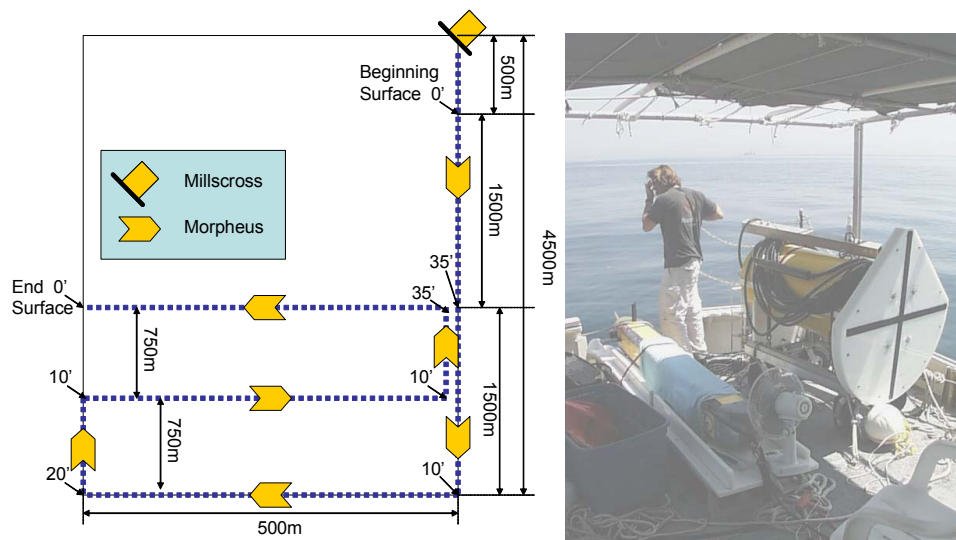 Beginning
Surface 0'
500m
Millscross
Morpheus
1500m
4500m
End 0'
Surface
35'
35'
750m
10'
10'
1500m
750m
20'
10'
500m